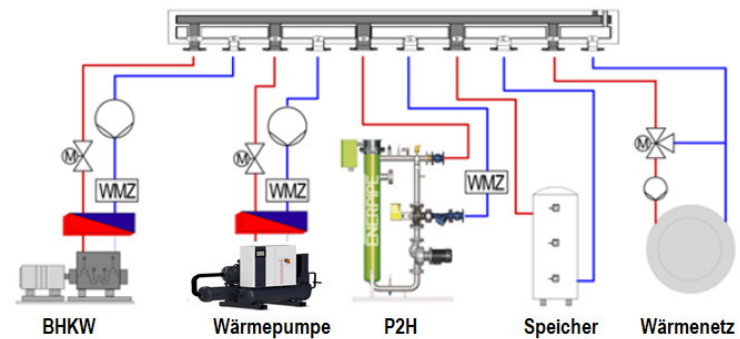 M
WMZ
M
WMZ
ENERPIPE
WMZ
M
BHKW
Wärmepumpe
P2H
Speicher
Wärmenetz